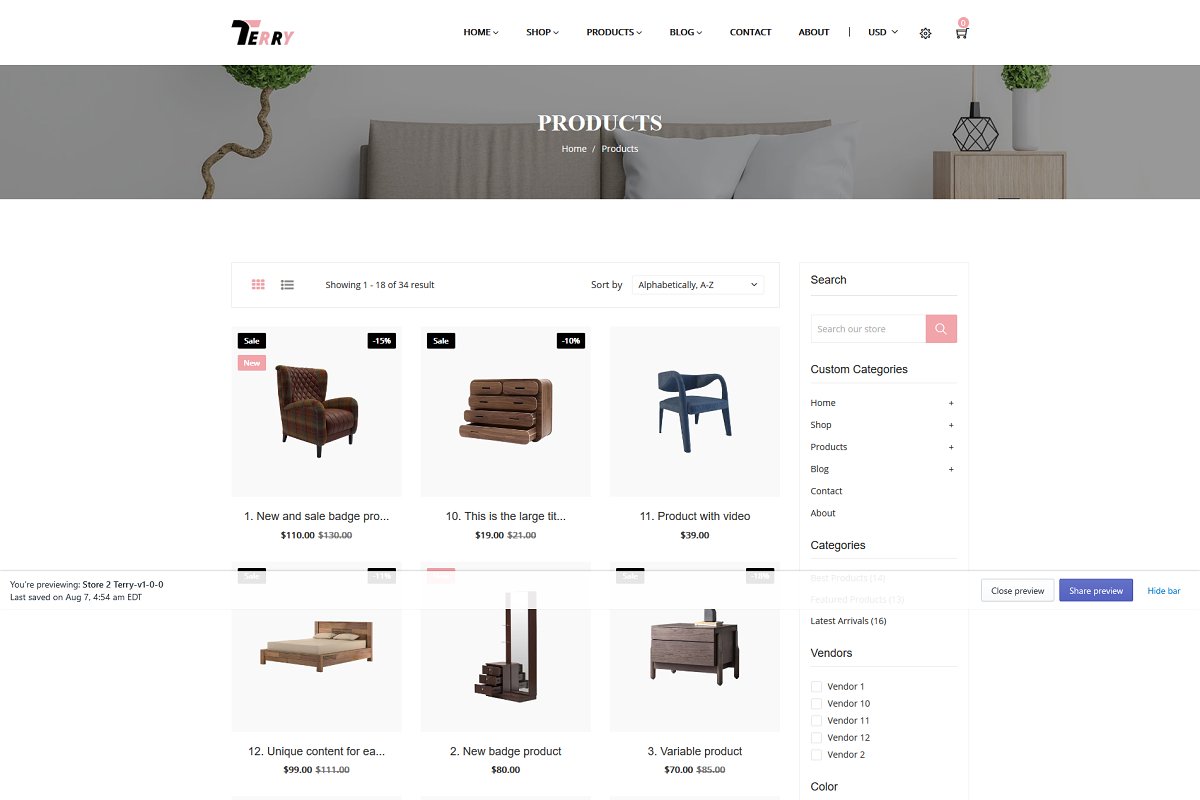 TERRY
HOME SHOP PRODUCTS BLOG CONTACT ABOUT USD 0
PRODUCTS
Home / Products
Showing 1 - 18 of 34 result
Sort by Alphabetically, A-Z
Sale -15%
New
Sale -10%
1. New and sale badge pro...
$110.00 $130.00
10. This is the large tit...
$19.00 $21.00
11. Product with video
$39.00
Sale -11%
Sale -18%
12. Unique content for ea...
$99.00 $111.00
2. New badge product
$80.00
3. Variable product
$70.00 $85.00
Search
Search our store
Custom Categories
Home +
Shop +
Products +
Blog +
Contact
About
Categories
Best Products (14)
Featured Products (13)
Latest Arrivals (16)
Vendors
Vendor 1
Vendor 10
Vendor 11
Vendor 12
Vendor 2
Color
You're previewing: Store 2 Terry-v1-0-0
Last saved on Aug 7, 4:54 am EDT
Close preview Share preview Hide bar